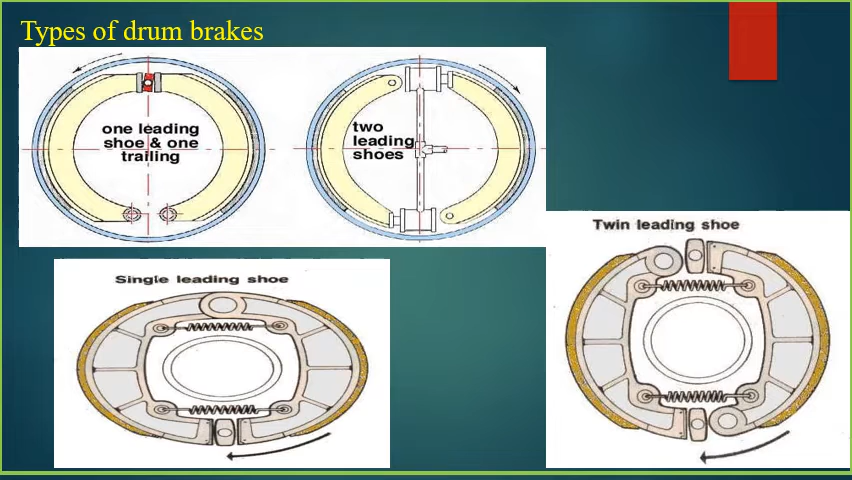 Types of drum brakes
one leading
shoe & one
trailing
two
leading
shoes
Twin leading shoe
Single leading shoe